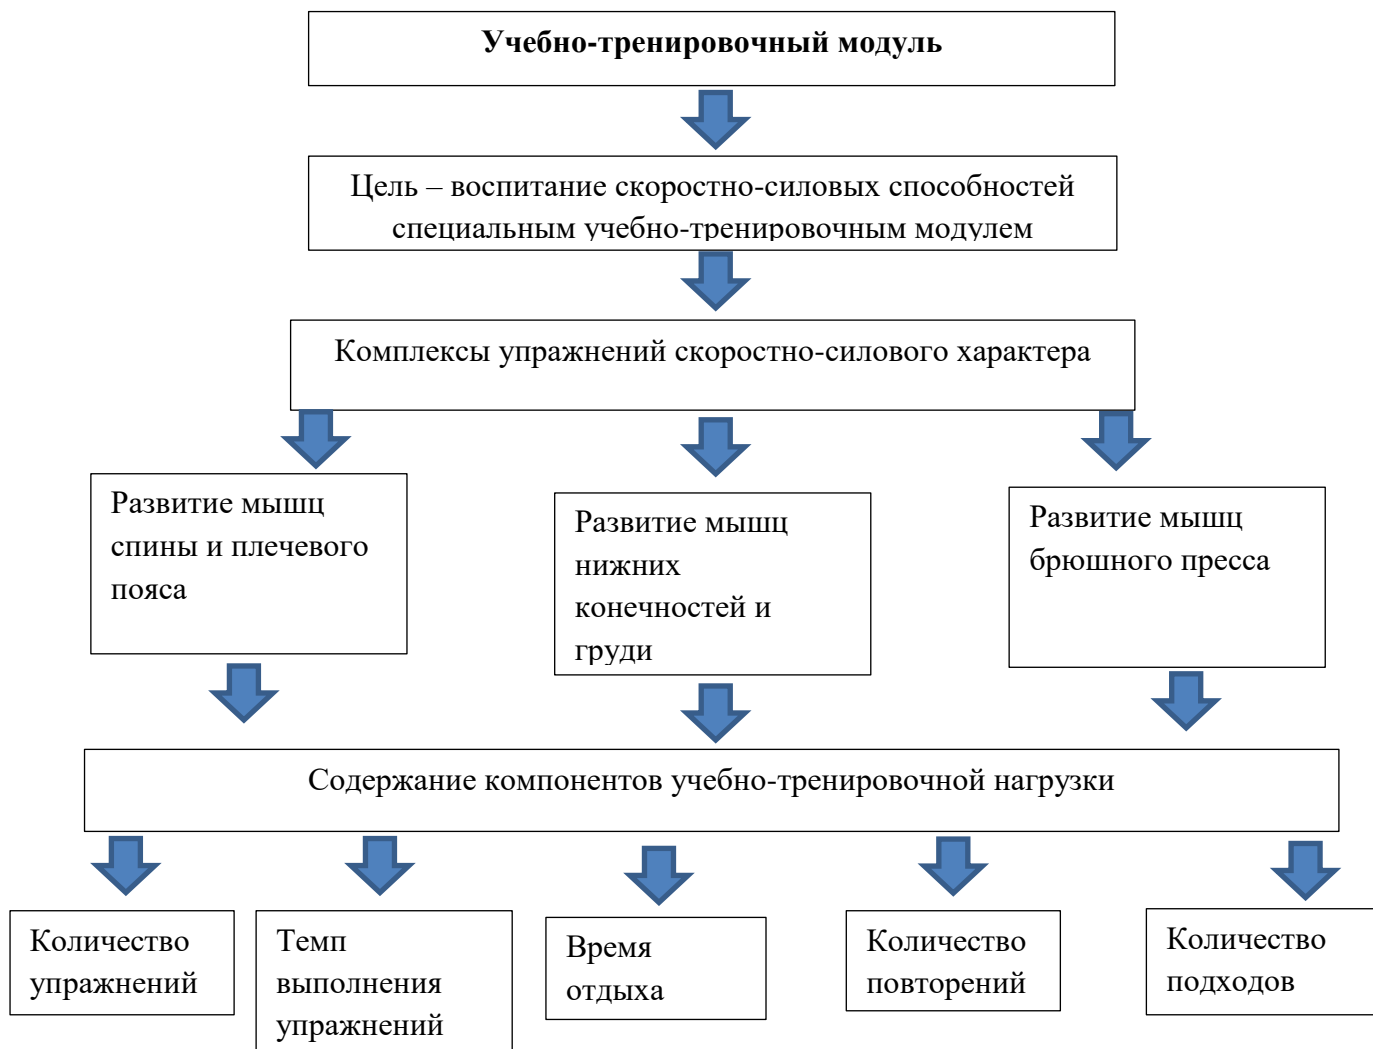 Учебно-тренировочный модуль
Цель – воспитание скоростно-силовых способностей
специальным учебно-тренировочным модулем
Комплексы упражнений скоростно-силового характера
Развитие мышц
спины и плечевого
пояса
Развитие мышц
нижних
конечностей и
груди
Развитие мышц
брюшного пресса
Содержание компонентов учебно-тренировочной нагрузки
Количество
упражнений
Темп
выполнения
упражнений
Время
отдыха
Количество
повторений
Количество
подходов